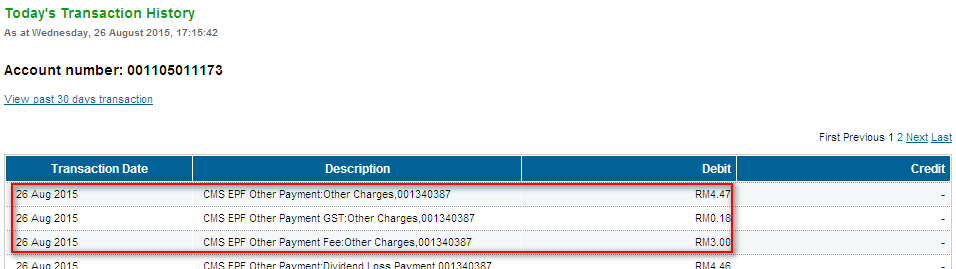 Today's Transaction History
As at Wednesday, 26 August 2015, 17:15:42
Account number: 001105011173
View past 30 days transaction
First Previous 1 2 Next Last
Transaction Date Description Debit Credit
26 Aug 2015 CMS EPF Other Payment:Other Charges,001340387 RM4.47 -
26 Aug 2015 CMS EPF Other Payment GST:Other Charges,001340387 RM0.18 -
26 Aug 2015 CMS EPF Other Payment Fee:Other Charges,001340387 RM3.00 -
26 Aug 2015 CMS EPF Other Payment:Dividend Loss Payment,001340387 RM4.46 -